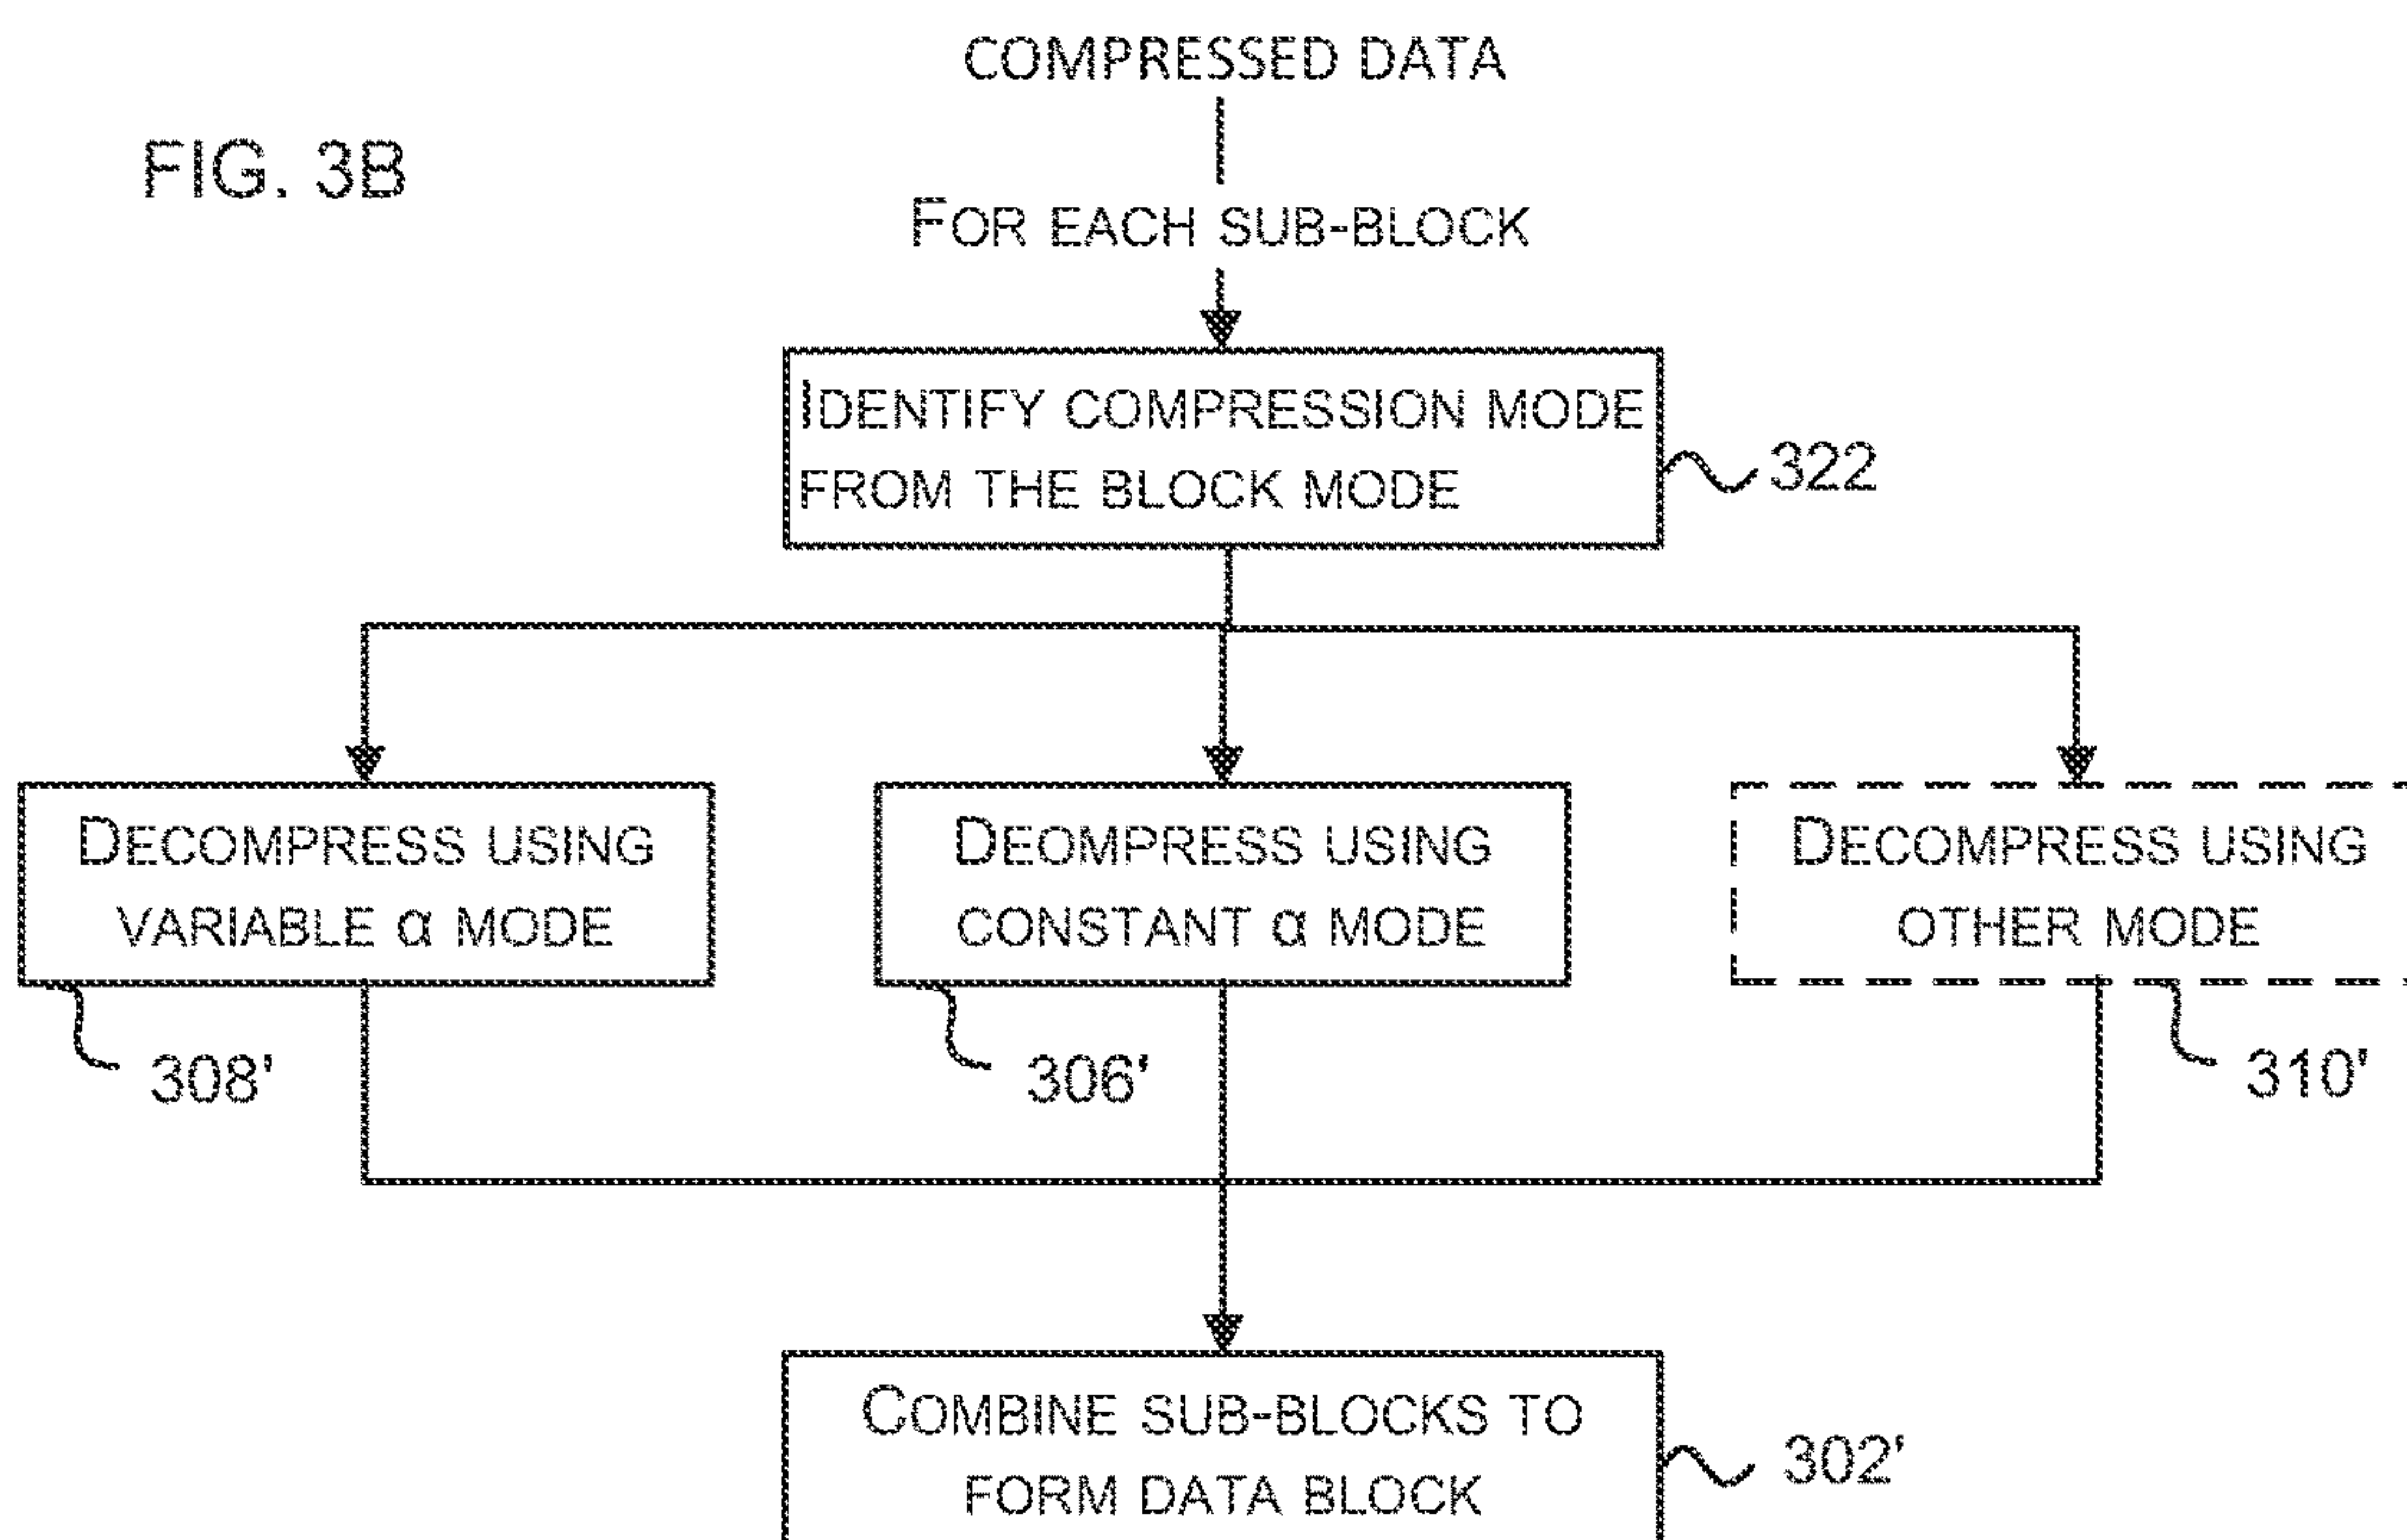 COMPRESSED DATA
FIG. 3B
FOR EACH SUB-BLOCK
IDENTIFY COMPRESSION MODE
FROM THE BLOCK MODE
322
DECOMPRESS USING
VARIABLE α MODE
DEOMPRESS USING
CONSTANT α MODE
DECOMPRESS USING
OTHER MODE
308'
306'
310'
COMBINE SUB-BLOCKS TO
FORM DATA BLOCK
302'